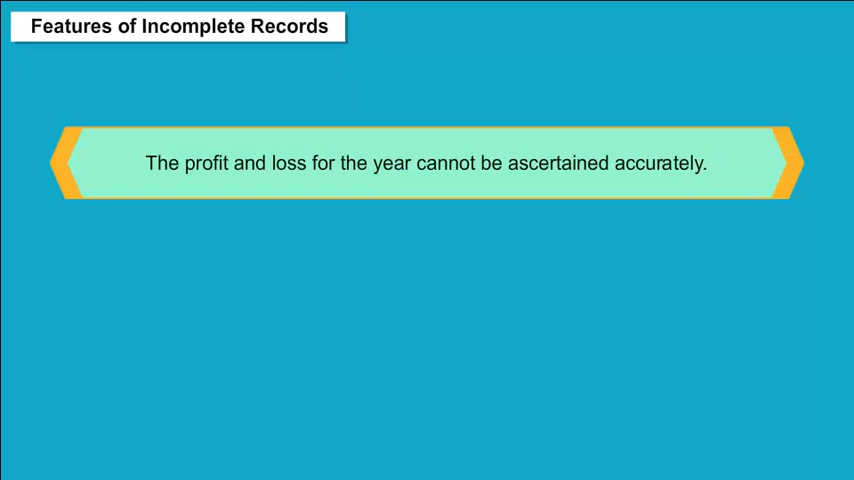 Features of Incomplete Records
The profit and loss for the year cannot be ascertained accurately.